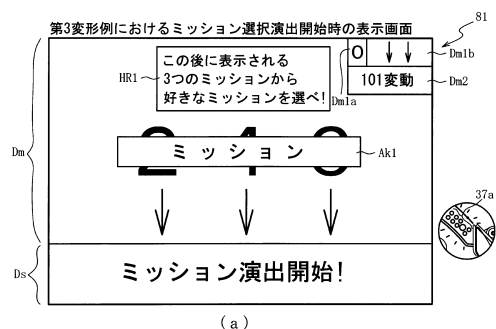 第3変形例におけるミッション選択演出開始時の表示画面
81
この後に表示される
3つのミッションから
好きなミッションを選べ!
HR1
0
Dm1b
Dm1a
101変動
Dm2
Dm
ミッション
Ak1
37a
Ds
ミッション演出開始!
(a)